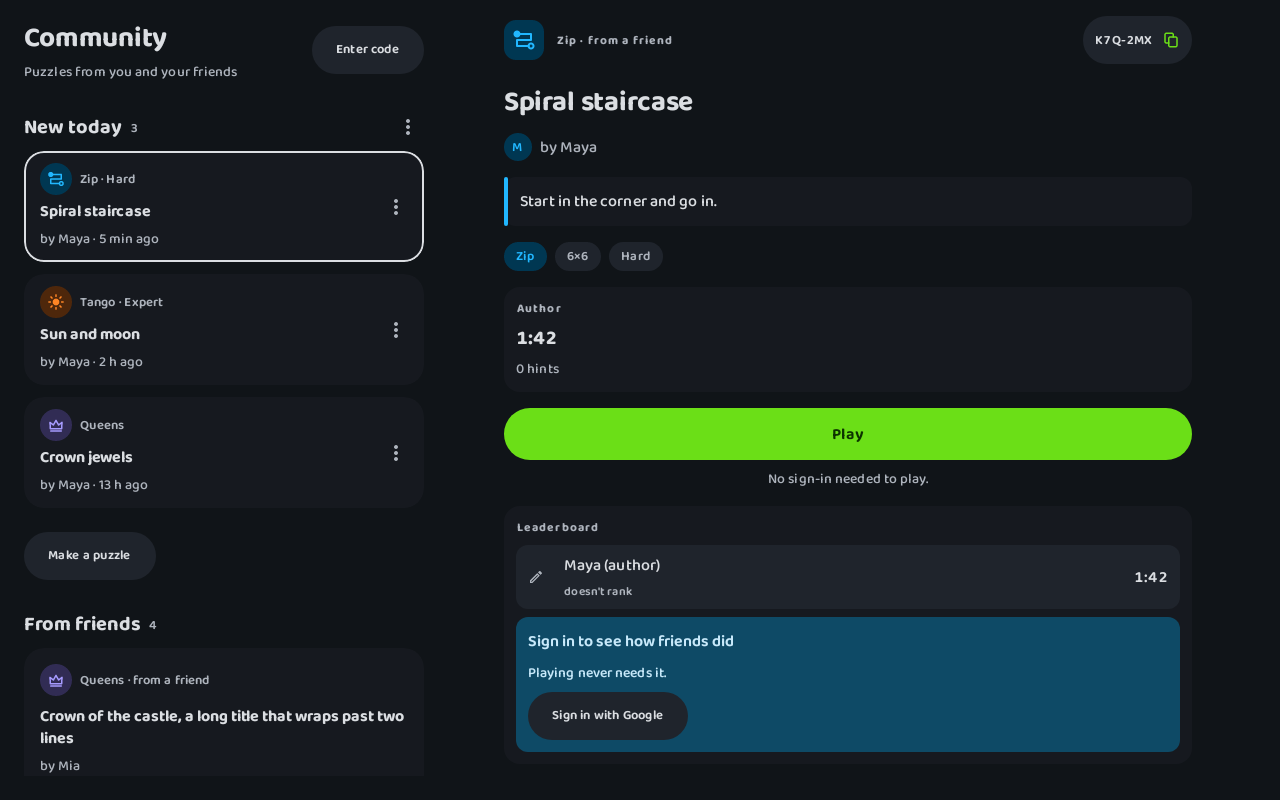 Community
Puzzles from you and your friends
Enter code
New today 3
Zip · Hard
Spiral staircase
by Maya · 5 min ago
Tango · Expert
Sun and moon
by Maya · 2 h ago
Queens
Crown jewels
by Maya · 13 h ago
Make a puzzle
From friends 4
Queens · from a friend
Crown of the castle, a long title that wraps past two
lines
by Mia
Zip · from a friend
K7Q-2MX
Spiral staircase
M by Maya
Start in the corner and go in.
Zip 6×6 Hard
Author
1:42
0 hints
Play
No sign-in needed to play.
Leaderboard
Maya (author)
doesn't rank
1:42
Sign in to see how friends did
Playing never needs it.
Sign in with Google